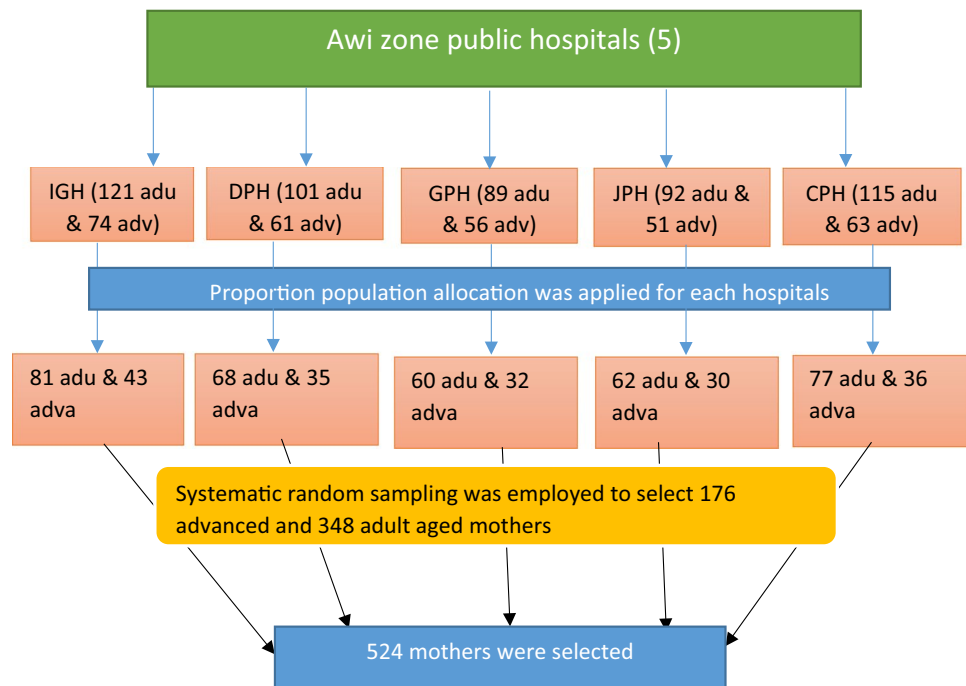 Awi zone public hospitals (5)
IGH (121 adu
& 74 adv)
DPH (101 adu
& 61 adv)
GPH (89 adu
& 56 adv)
JPH (92 adu &
51 adv)
CPH (115 adu
& 63 adv)
Proportion population allocation was applied for each hospitals
81 adu & 43
adva
68 adu & 35
adva
60 adu & 32
adva
62 adu & 30
adva
77 adu & 36
adva
Systematic random sampling was employed to select 176
advanced and 348 adult aged mothers
524 mothers were selected